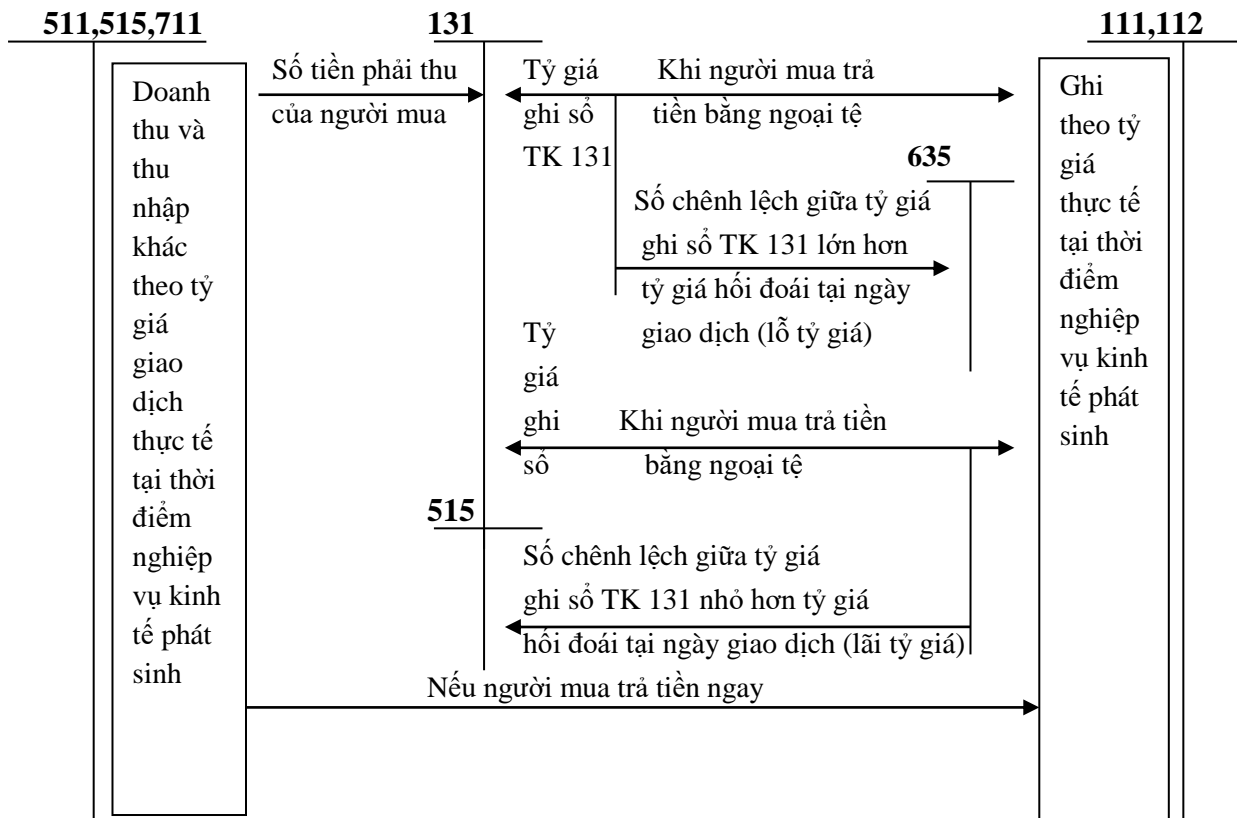 511,515,711
131
111,112
Doanh
thu và
thu
nhập
khác
theo tỷ
giá
giao
dịch
thực tế
tại thời
điểm
nghiệp
vụ kinh
tế phát
sinh
Số tiền phải thu
của người mua
Tỷ giá
ghi sổ
TK 131
Khi người mua trả
tiền bằng ngoại tệ
635
Số chênh lệch giữa tỷ giá
ghi sổ TK 131 lớn hơn
tỷ giá hối đoái tại ngày
giao dịch (lỗ tỷ giá)
Tỷ
giá
ghi
sổ
Khi người mua trả tiền
bằng ngoại tệ
515
Số chênh lệch giữa tỷ giá
ghi sổ TK 131 nhỏ hơn tỷ giá
hối đoái tại ngày giao dịch (lãi tỷ giá)
Nếu người mua trả tiền ngay
Ghi
theo tỷ
giá
thực tế
tại thời
điểm
nghiệp
vụ kinh
tế phát
sinh